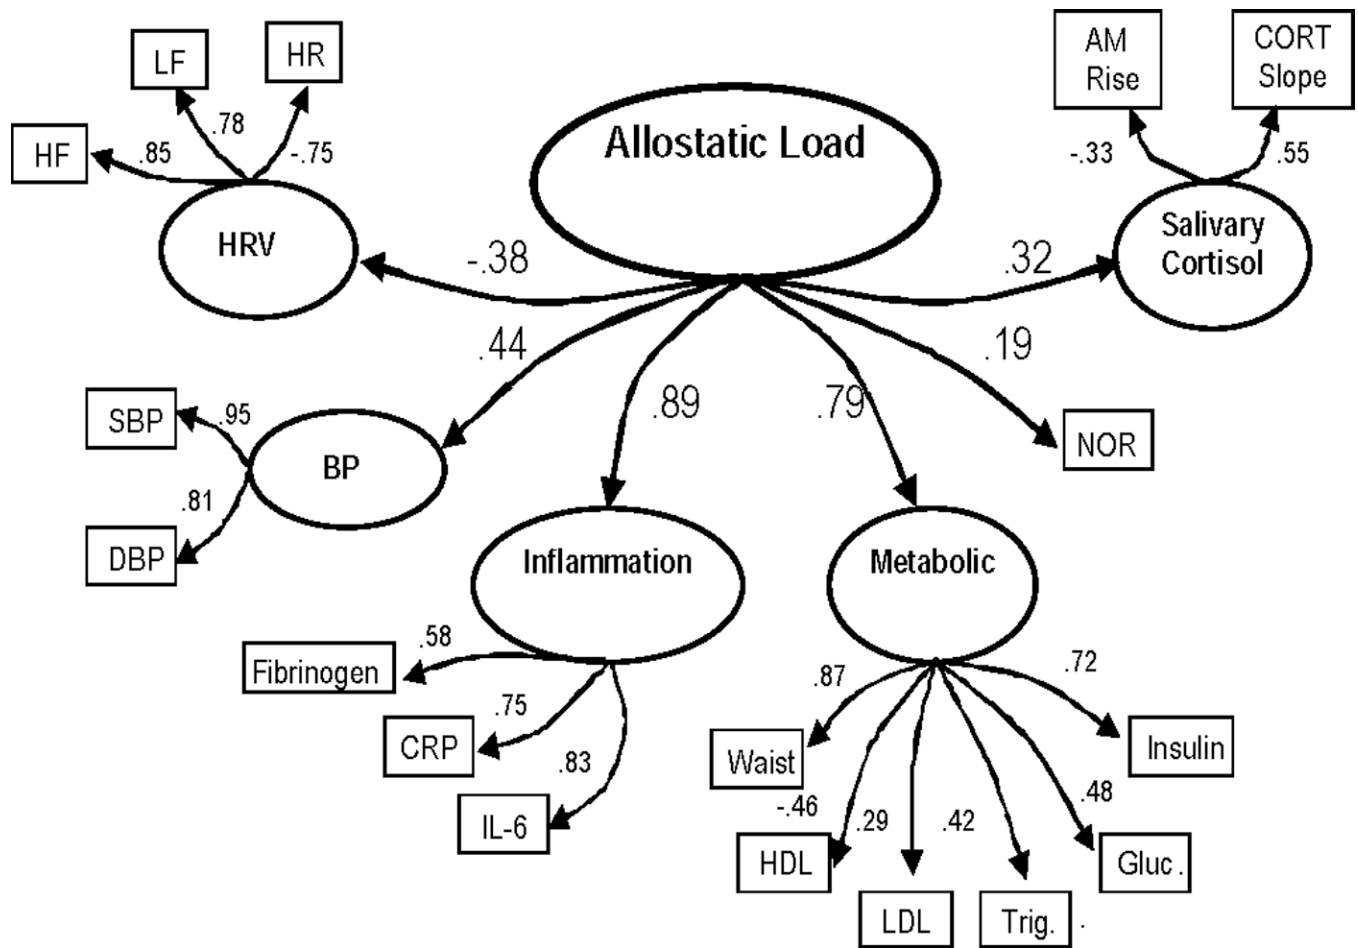 LF
HR
HF
.85
.78
-.75
HRV
Allostatic Load
AM
Rise
CORT
Slope
-.33
.55
Salivary
Cortisol
-.38
.32
.44
.89
.79
.19
NOR
SBP
.95
BP
.81
DBP
Inflammation
.58
Fibrinogen
.75
CRP
.83
IL-6
Metabolic
.87
.72
Waist
Insulin
-.46
.29
.42
.48
HDL
LDL
Trig. .
Gluc.